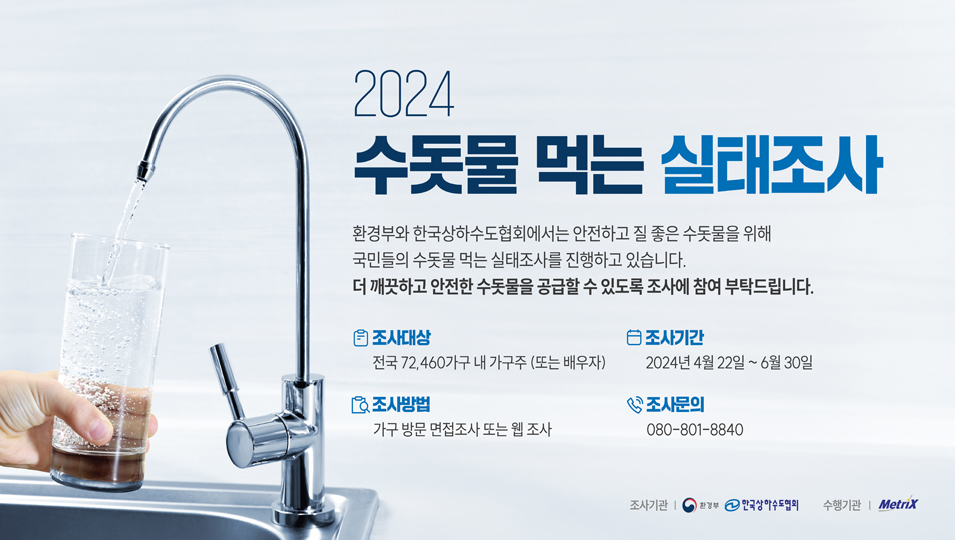 2024
수돗물 먹는 실태조사
환경부와 한국상하수도협회에서는 안전하고 질 좋은 수돗물을 위해
국민들의 수돗물 먹는 실태조사를 진행하고 있습니다.
더 깨끗하고 안전한 수돗물을 공급할 수 있도록 조사에 참여 부탁드립니다.
조사대상
전국 72,460가구 내 가구주 (또는 배우자)
조사기간
2024년 4월 22일 ~ 6월 30일
조사방법
가구 방문 면접조사 또는 웹 조사
조사문의
080-801-8840
조사기관 | 환경부 한국상하수도협회 수행기관 | MetriX